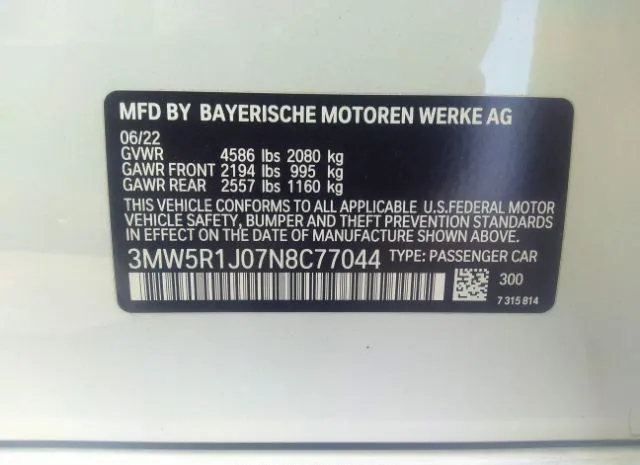 MFD BY BAYERISCHE MOTOREN WERKE AG
06/22
GVWR 4586 lbs 2080 kg
GAWR FRONT 2194 lbs 995 kg
GAWR REAR 2557 lbs 1160 kg
THIS VEHICLE CONFORMS TO ALL APPLICABLE U.S.FEDERAL MOTOR
VEHICLE SAFETY, BUMPER AND THEFT PREVENTION STANDARDS
IN EFFECT ON THE DATE OF MANUFACTURE SHOWN ABOVE.
3MW5R1J07N8C77044 TYPE: PASSENGER CAR
300
7 315 814